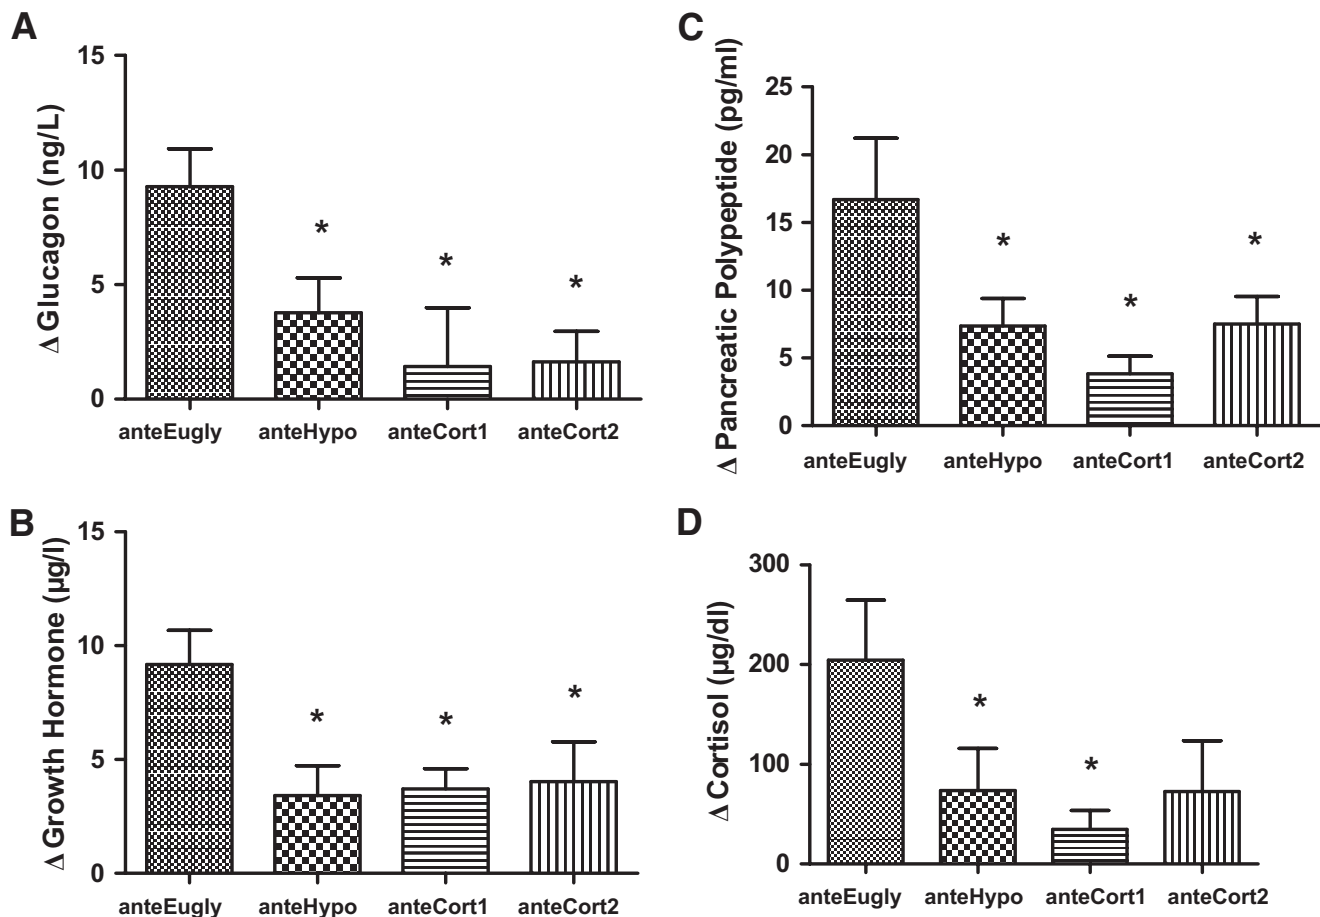 A
Δ Glucagon (ng/L)
15
10
5
0
*
*
*
anteEugly anteHypo anteCort1 anteCort2
C
Δ Pancreatic Polypeptide (pg/ml)
25
20
15
10
5
0
*
*
*
anteEugly anteHypo anteCort1 anteCort2
B
Δ Growth Hormone (µg/l)
15
10
5
0
*
*
*
anteEugly anteHypo anteCort1 anteCort2
D
Δ Cortisol (µg/dl)
300
200
100
0
*
*
anteEugly anteHypo anteCort1 anteCort2